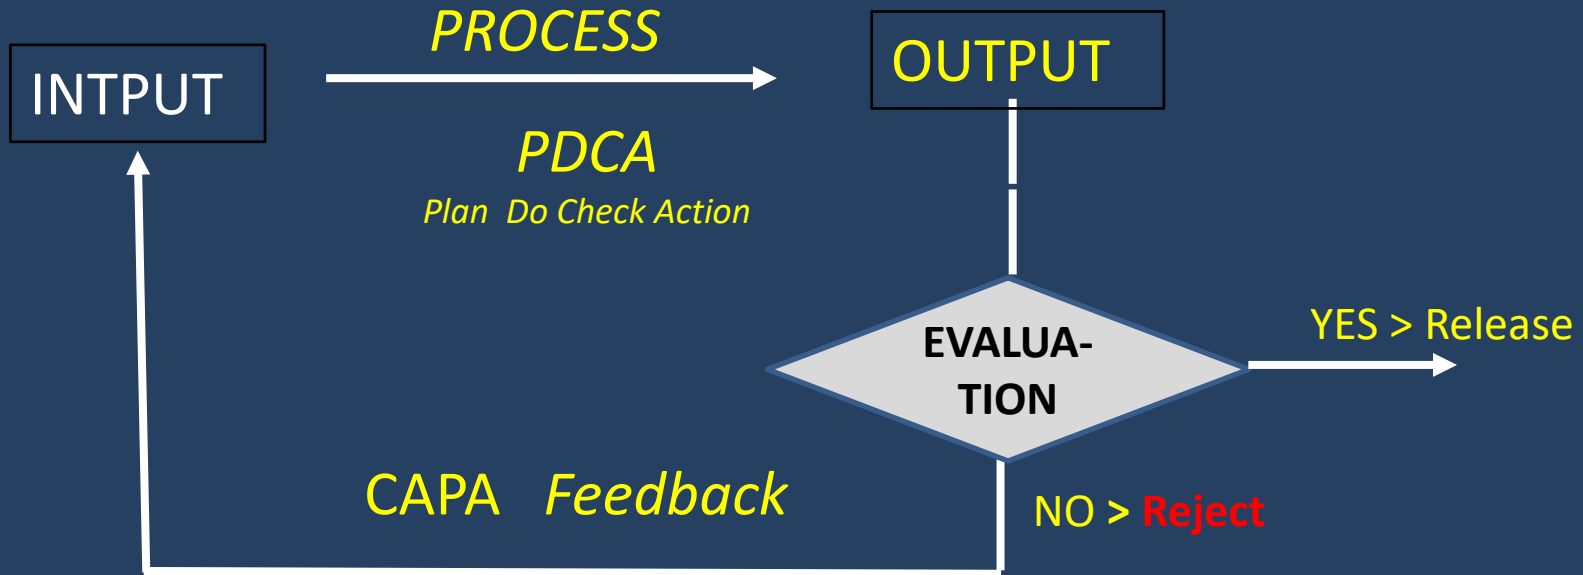 PROCESS
INTPUT
OUTPUT
PDCA
Plan Do Check Action
EVALUA-
TION
YES > Release
CAPA Feedback
NO > Reject